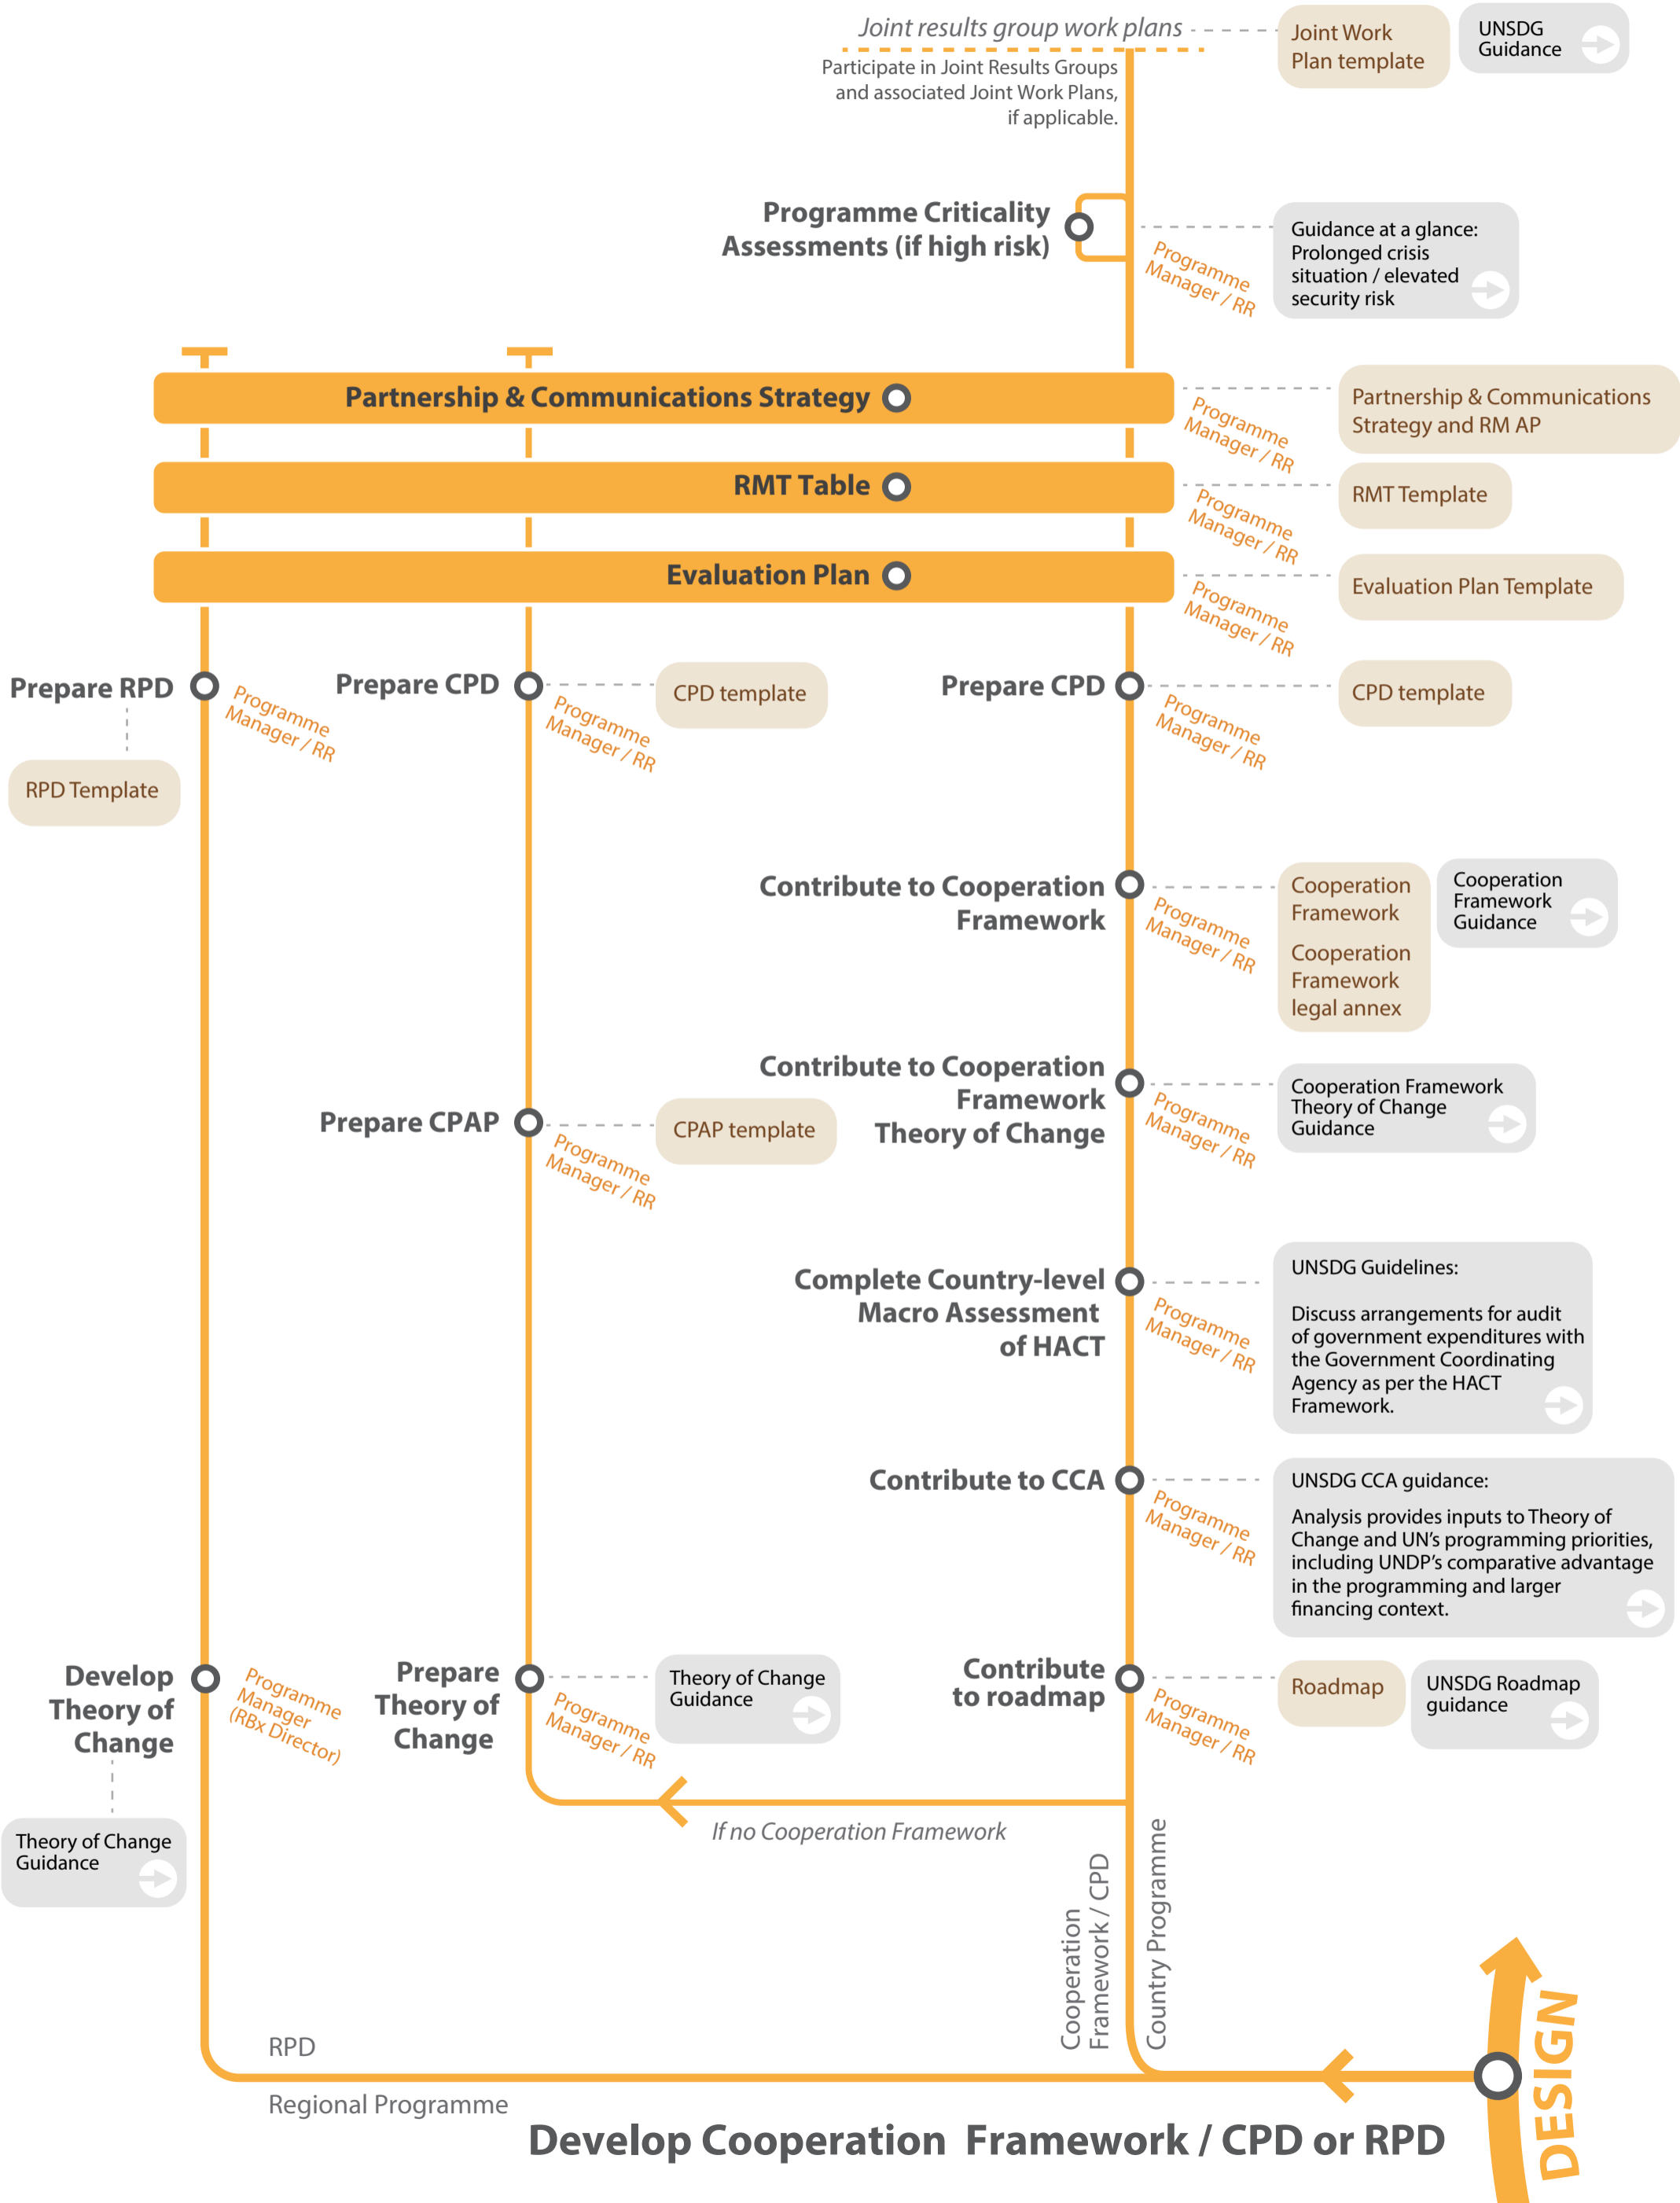 Joint results group work plans
Joint Work
Plan template
UNSDG
Guidance
Participate in Joint Results Groups
and associated Joint Work Plans,
if applicable.
Programme Criticality
Assessments (if high risk)
Programme
Manager / RR
Guidance at a glance:
Prolonged crisis
situation / elevated
security risk
Partnership & Communications Strategy
Programme
Manager / RR
Partnership & Communications
Strategy and RM AP
RMT Table
Programme
Manager / RR
RMT Template
Evaluation Plan
Programme
Manager / RR
Evaluation Plan Template
Prepare RPD
Programme
Manager / RR
RPD Template
Prepare CPD
Programme
Manager / RR
CPD template
Prepare CPD
Programme
Manager / RR
CPD template
Contribute to Cooperation
Framework
Programme
Manager / RR
Cooperation
Framework
Cooperation
Framework
legal annex
Cooperation
Framework
Guidance
Prepare CPAP
Programme
Manager / RR
CPAP template
Contribute to Cooperation
Framework
Theory of Change
Programme
Manager / RR
Cooperation Framework
Theory of Change
Guidance
Complete Country-level
Macro Assessment
of HACT
Programme
Manager / RR
UNSDG Guidelines:
Discuss arrangements for audit
of government expenditures with
the Government Coordinating
Agency as per the HACT
Framework.
Contribute to CCA
Programme
Manager / RR
UNSDG CCA guidance:
Analysis provides inputs to Theory of
Change and UN's programming priorities,
including UNDP's comparative advantage
in the programming and larger
financing context.
Develop
Theory of
Change
Programme
Manager
(RBx Director)
Theory of Change
Guidance
Prepare
Theory of
Change
Programme
Manager / RR
Theory of Change
Guidance
Contribute
to roadmap
Programme
Manager / RR
Roadmap
UNSDG Roadmap
guidance
If no Cooperation Framework
Cooperation
Framework / CPD
Country Programme
RPD
Regional Programme
Develop Cooperation Framework / CPD or RPD
DESIGN